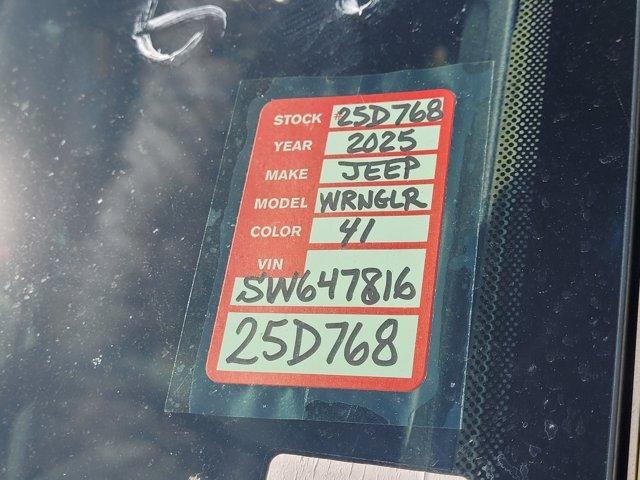 STOCK #25D768
YEAR 2025
MAKE JEEP
MODEL WRNGLR
COLOR 41
VIN
SW647816
25D768